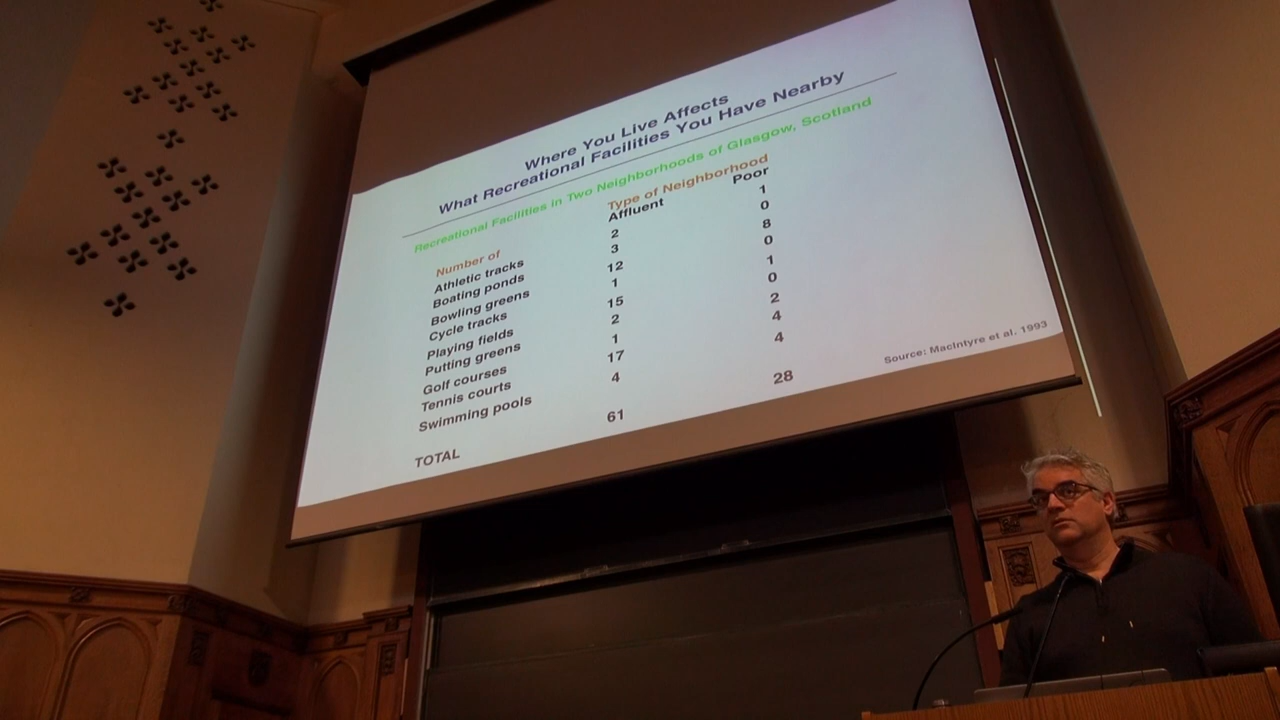 Where You Live Affects
What Recreational Facilities You Have Nearby
Recreational Facilities in Two Neighborhoods of Glasgow, Scotland
Type of Neighborhood
Number of Affluent Poor
Athletic tracks 2 1
Boating ponds 3 0
Bowling greens 12 8
Cycle tracks 1 0
Playing fields 15 1
Putting greens 2 0
Golf courses 1 2
Tennis courts 17 4
Swimming pools 4 4
TOTAL 61 28
Source: MacIntyre et al. 1993